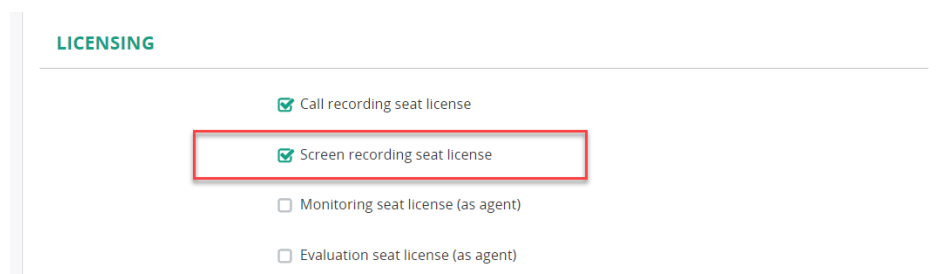 LICENSING
Call recording seat license
Screen recording seat license
Monitoring seat license (as agent)
Evaluation seat license (as agent)